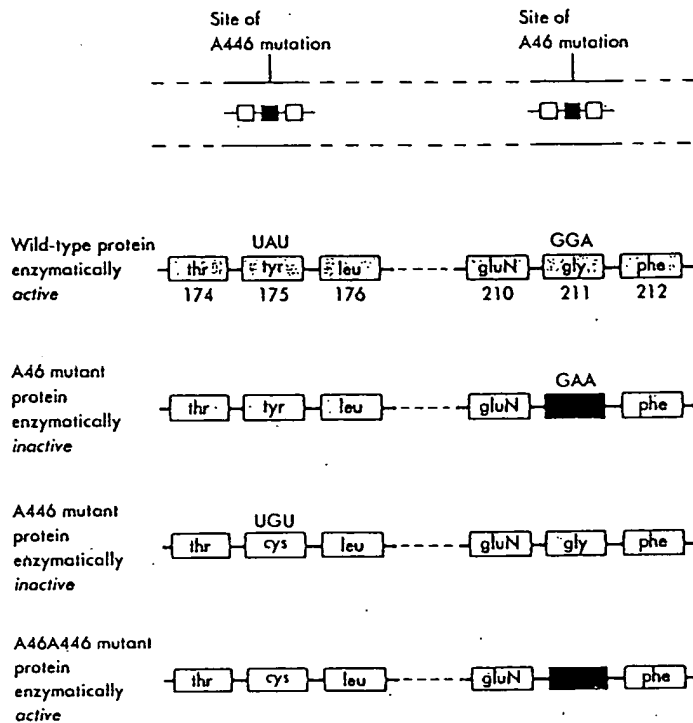 Site of
A446 mutation
Site of
A46 mutation
Wild-type protein
enzymatically
active
UAU
GGA
thr tyr leu gluN gly phe
174 175 176 210 211 212
A46 mutant
protein
enzymatically
inactive
GAA
thr tyr leu gluN phe
A446 mutant
protein
enzymatically
inactive
UGU
thr cys leu gluN gly phe
A46A446 mutant
protein
enzymatically
active
thr cys leu gluN phe